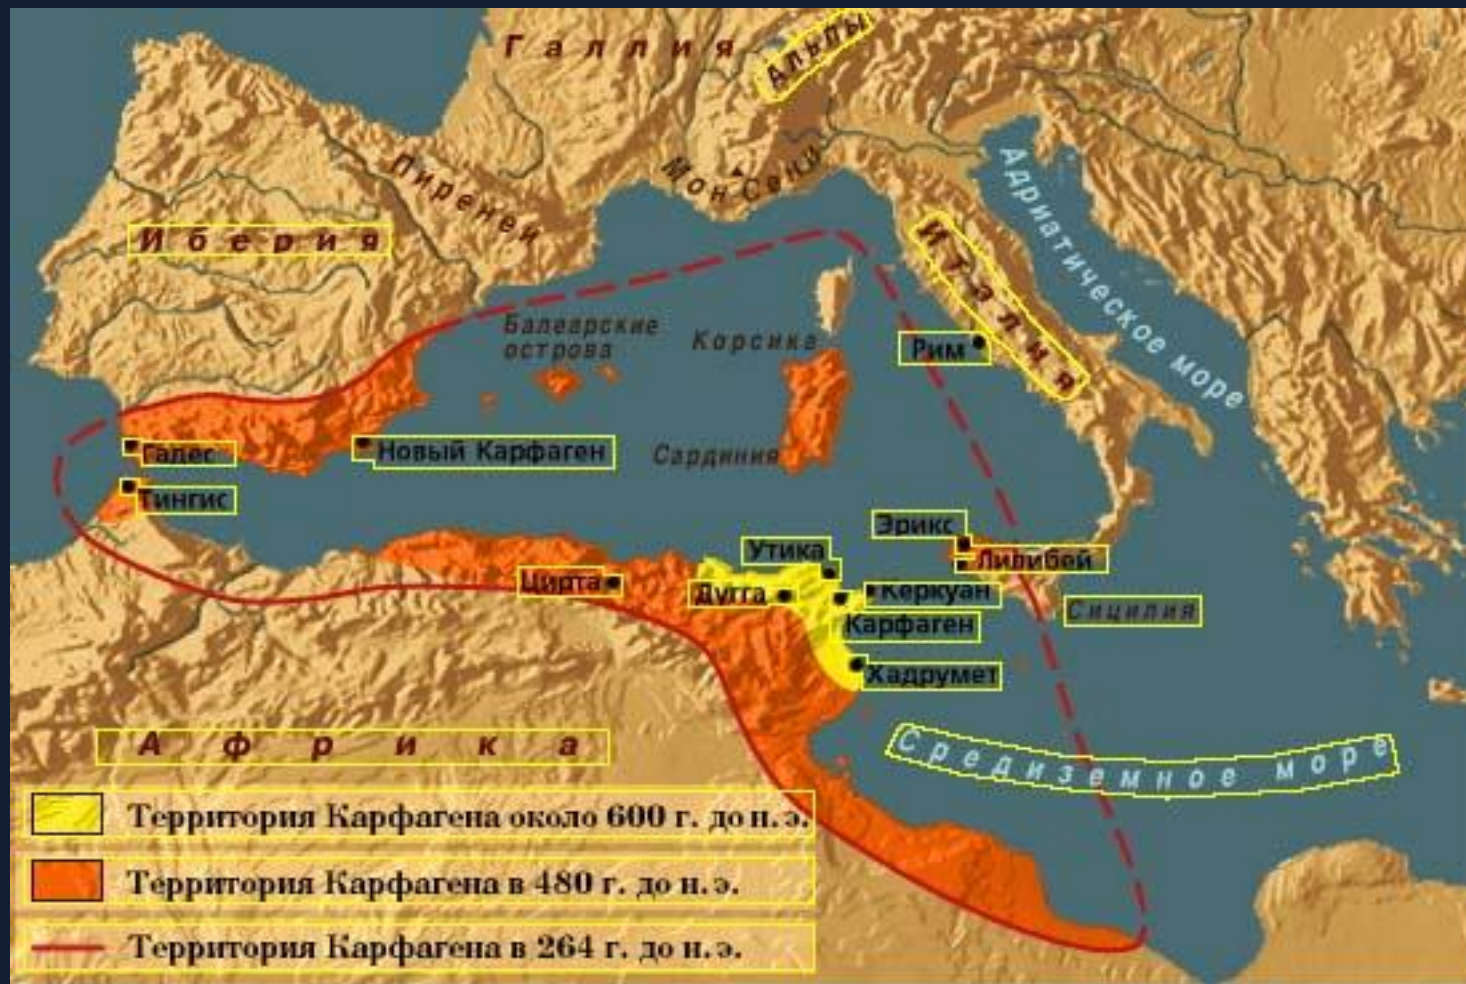 Галлия
Альпы
Мон-Сени
Пиренеи
Иберия
Адриатическое море
Италия
Балеарские
острова
Корсика
Рим
Гадес
Новый Карфаген
Сардиния
Тингис
Эрикс
Утика
Лилибей
Цирта
Дугга
Керкуан
Сицилия
Карфаген
Хадрумет
Африка
Средиземное море
Территория Карфагена около 600 г. до н. э.
Территория Карфагена в 480 г. до н. э.
Территория Карфагена в 264 г. до н. э.